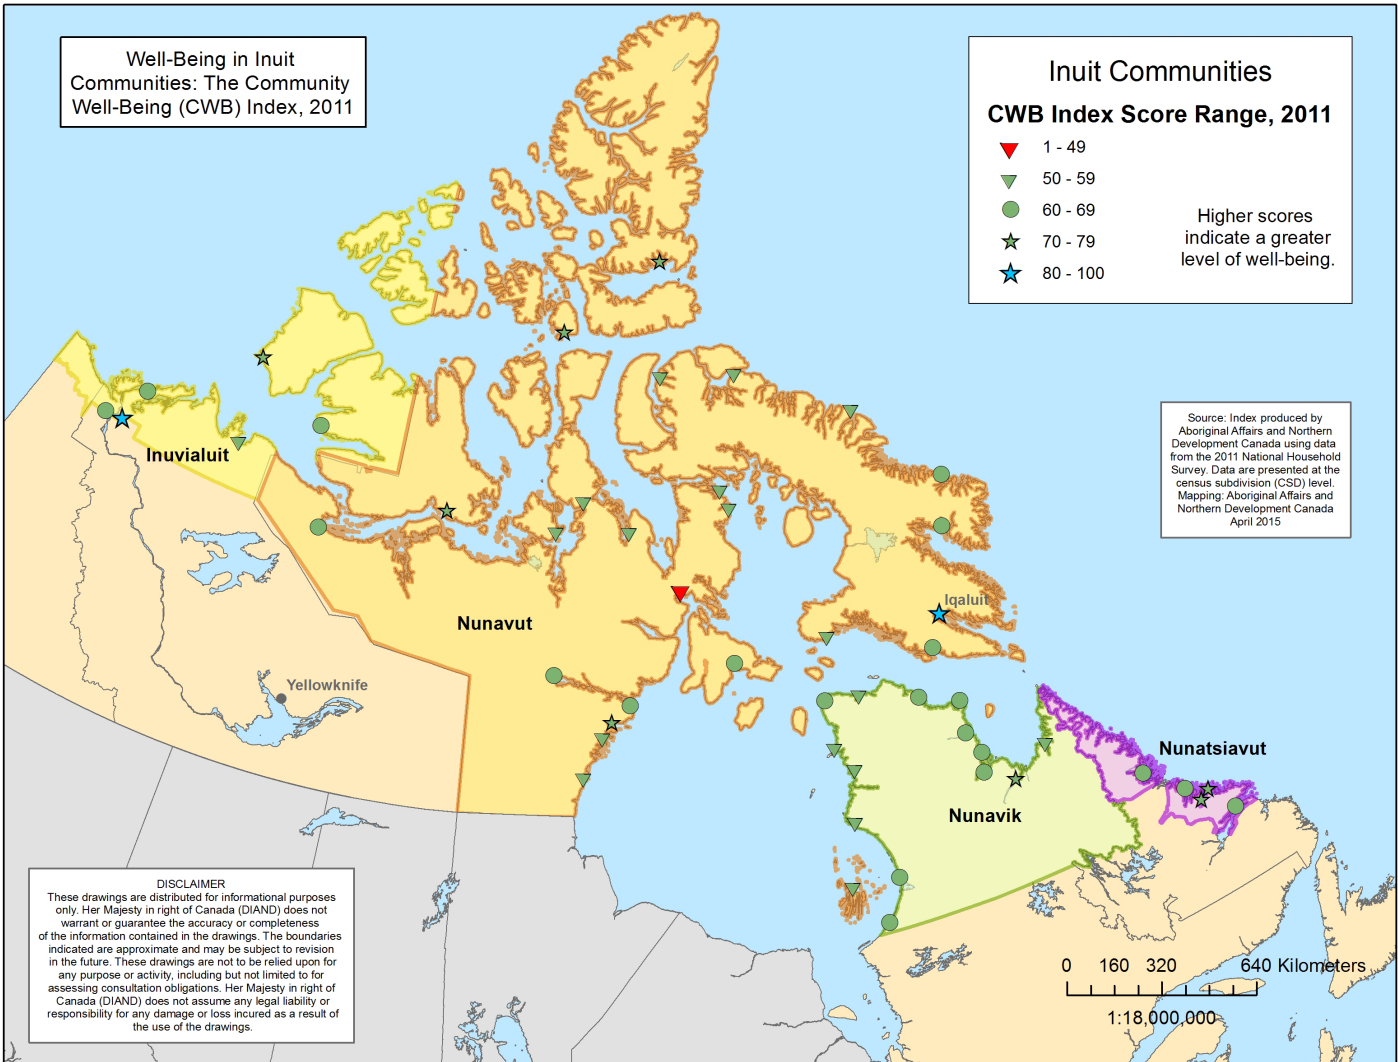 Well-Being in Inuit
Communities: The Community
Well-Being (CWB) Index, 2011
Inuit Communities
CWB Index Score Range, 2011
1 - 49
50 - 59
60 - 69
70 - 79
80 - 100
Higher scores
indicate a greater
level of well-being.
Source: Index produced by
Aboriginal Affairs and Northern
Development Canada using data
from the 2011 National Household
Survey. Data are presented at the
census subdivision (CSD) level.
Mapping: Aboriginal Affairs and
Northern Development Canada
April 2015
Inuvialuit
Nunavut
Iqaluit
Yellowknife
Nunatsiavut
Nunavik
DISCLAIMER
These drawings are distributed for informational purposes
only. Her Majesty in right of Canada (DIAND) does not
warrant or guarantee the accuracy or completeness
of the information contained in the drawings. The boundaries
indicated are approximate and may be subject to revision
in the future. These drawings are not to be relied upon for
any purpose or activity, including but not limited to for
assessing consultation obligations. Her Majesty in right of
Canada (DIAND) does not assume any legal liability or
responsibility for any damage or loss incured as a result of
the use of the drawings.
0 160 320 640 Kilometers
1:18,000,000